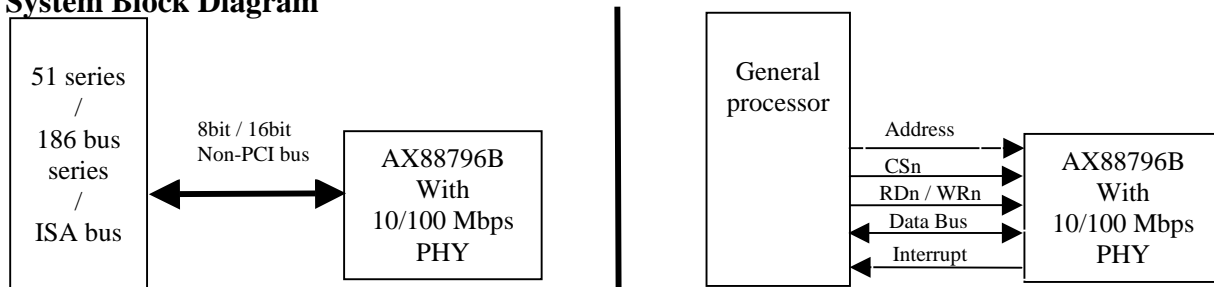 System Block Diagram
51 series
/
186 bus
series
/
ISA bus
8bit / 16bit
Non-PCI bus
AX88796B
With
10/100 Mbps
PHY
General
processor
Address
CSn
RDn / WRn
Data Bus
Interrupt
AX88796B
With
10/100 Mbps
PHY